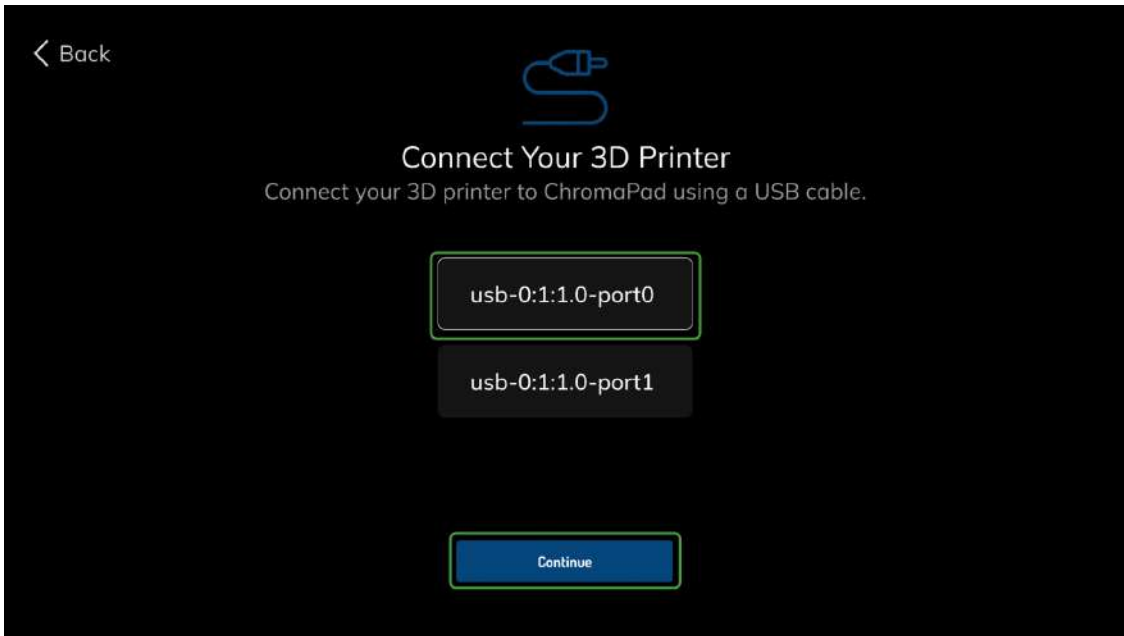 Back
Connect Your 3D Printer
Connect your 3D printer to ChromaPad using a USB cable.
usb-0:1:1.0-port0
usb-0:1:1.0-port1
Continue